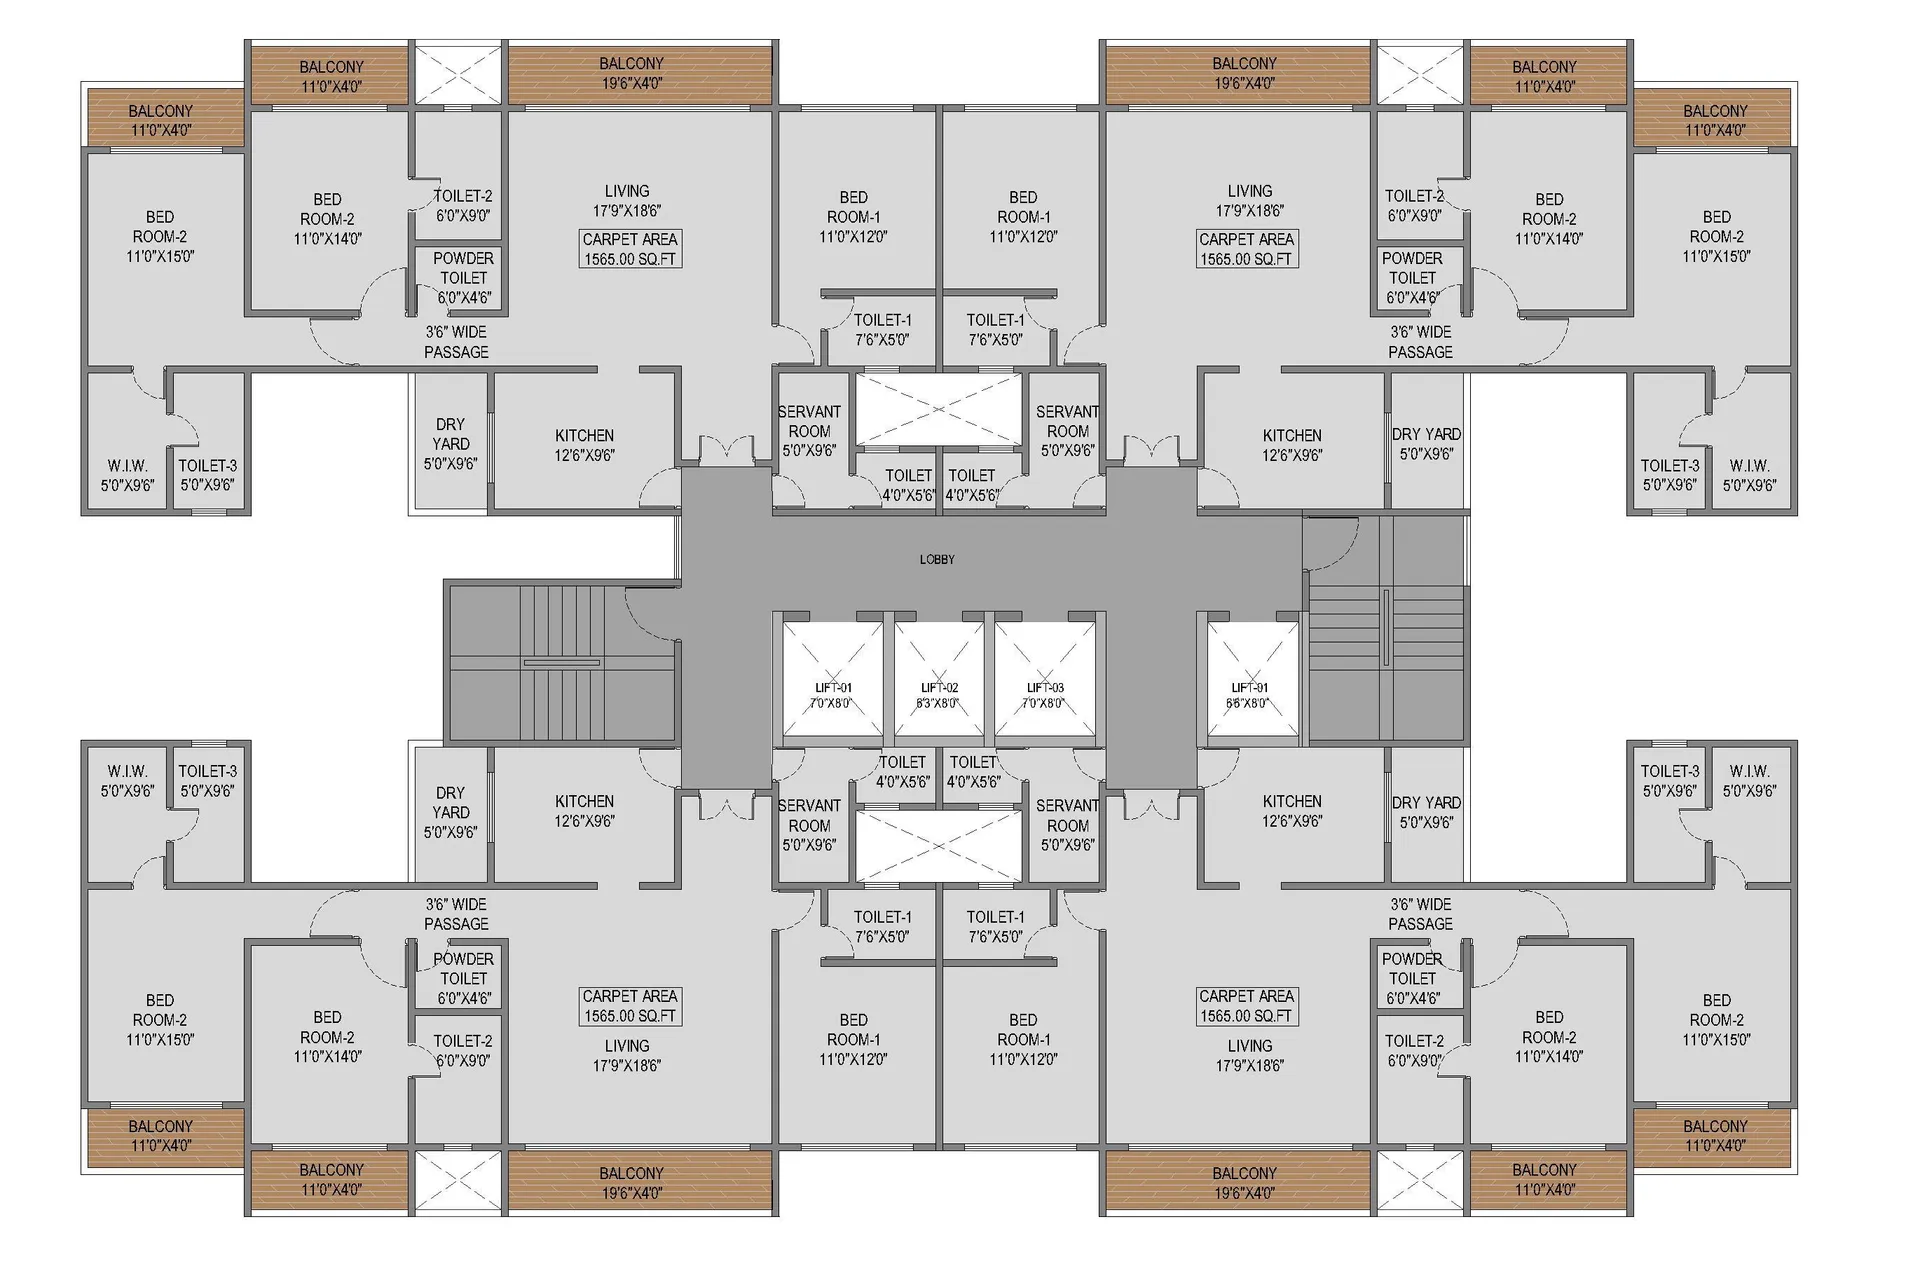 BALCONY
11'0"X4'0"
BALCONY
11'0"X4'0"
BALCONY
19'6"X4'0"
BALCONY
19'6"X4'0"
BALCONY
11'0"X4'0"
BALCONY
11'0"X4'0"
BED
ROOM-2
11'0"X15'0"
BED
ROOM-2
11'0"X14'0"
TOILET-2
6'0"X9'0"
POWDER
TOILET
6'0"X4'6"
LIVING
17'9"X18'6"
CARPET AREA
1565.00 SQ.FT
BED
ROOM-1
11'0"X12'0"
BED
ROOM-1
11'0"X12'0"
LIVING
17'9"X18'6"
CARPET AREA
1565.00 SQ.FT
TOILET-2
6'0"X9'0"
POWDER
TOILET
6'0"X4'6"
BED
ROOM-2
11'0"X14'0"
BED
ROOM-2
11'0"X15'0"
3'6" WIDE
PASSAGE
TOILET-1
7'6"X5'0"
TOILET-1
7'6"X5'0"
3'6" WIDE
PASSAGE
W.I.W.
5'0"X9'6"
TOILET-3
5'0"X9'6"
DRY
YARD
5'0"X9'6"
KITCHEN
12'6"X9'6"
SERVANT
ROOM
5'0"X9'6"
TOILET
4'0"X5'6"
TOILET
4'0"X5'6"
SERVANT
ROOM
5'0"X9'6"
KITCHEN
12'6"X9'6"
DRY YARD
5'0"X9'6"
TOILET-3
5'0"X9'6"
W.I.W.
5'0"X9'6"
LOBBY
LIFT-01
7'0"X8'0"
LIFT-02
6'3"X8'0"
LIFT-03
7'0"X8'0"
LIFT-01
6'6"X8'0"
W.I.W.
5'0"X9'6"
TOILET-3
5'0"X9'6"
DRY
YARD
5'0"X9'6"
KITCHEN
12'6"X9'6"
SERVANT
ROOM
5'0"X9'6"
TOILET
4'0"X5'6"
TOILET
4'0"X5'6"
SERVANT
ROOM
5'0"X9'6"
KITCHEN
12'6"X9'6"
DRY YARD
5'0"X9'6"
TOILET-3
5'0"X9'6"
W.I.W.
5'0"X9'6"
3'6" WIDE
PASSAGE
TOILET-1
7'6"X5'0"
TOILET-1
7'6"X5'0"
3'6" WIDE
PASSAGE
BED
ROOM-2
11'0"X15'0"
BED
ROOM-2
11'0"X14'0"
POWDER
TOILET
6'0"X4'6"
TOILET-2
6'0"X9'0"
CARPET AREA
1565.00 SQ.FT
LIVING
17'9"X18'6"
BED
ROOM-1
11'0"X12'0"
BED
ROOM-1
11'0"X12'0"
CARPET AREA
1565.00 SQ.FT
LIVING
17'9"X18'6"
POWDER
TOILET
6'0"X4'6"
TOILET-2
6'0"X9'0"
BED
ROOM-2
11'0"X14'0"
BED
ROOM-2
11'0"X15'0"
BALCONY
11'0"X4'0"
BALCONY
11'0"X4'0"
BALCONY
19'6"X4'0"
BALCONY
19'6"X4'0"
BALCONY
11'0"X4'0"
BALCONY
11'0"X4'0"